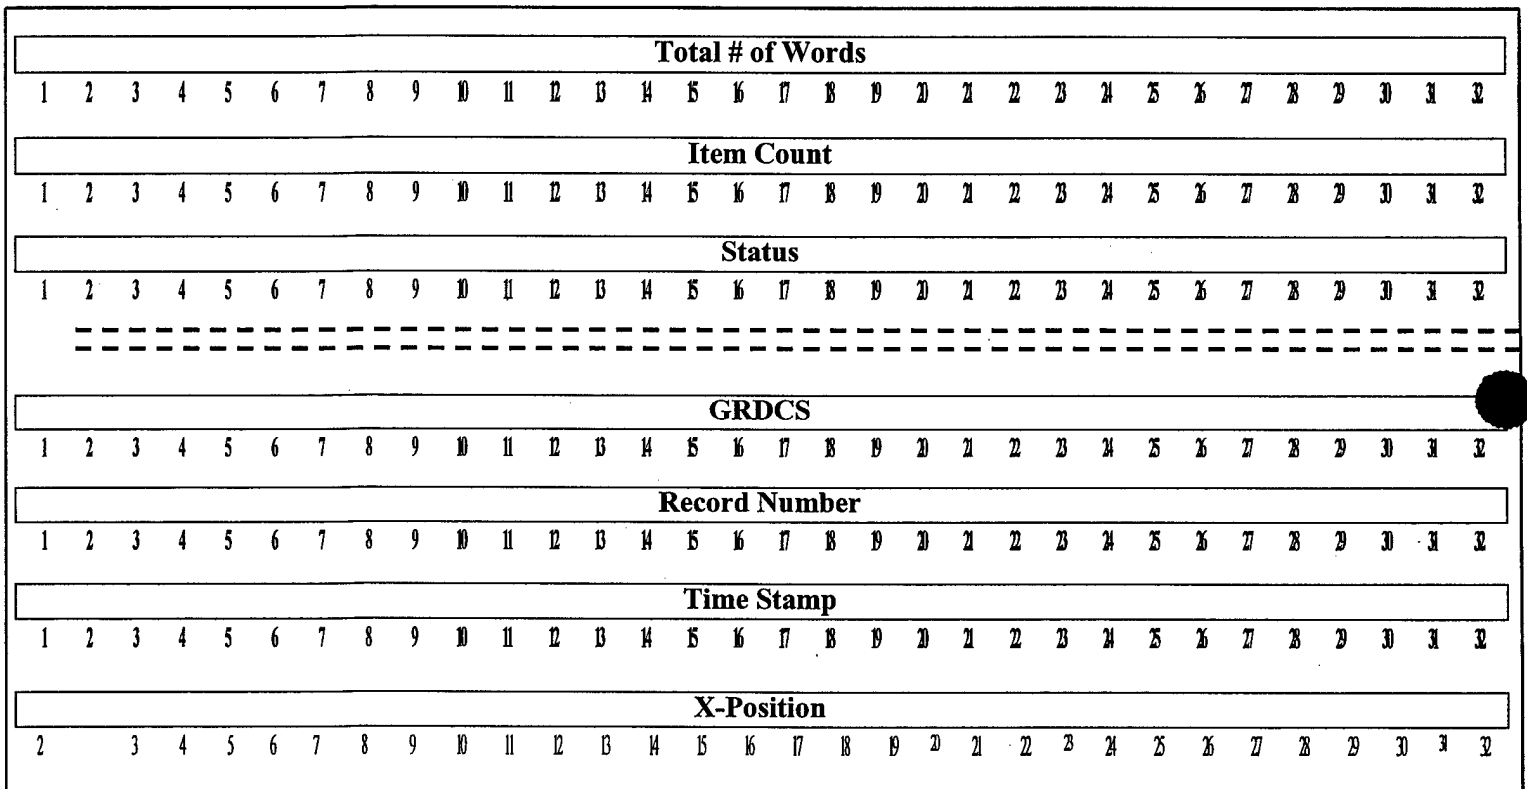 Total # of Words
1 2 3 4 5 6 7 8 9 10 11 12 13 14 15 16 17 18 19 20 21 22 23 24 25 26 27 28 29 30 31 32
Item Count
1 2 3 4 5 6 7 8 9 10 11 12 13 14 15 16 17 18 19 20 21 22 23 24 25 26 27 28 29 30 31 32
Status
1 2 3 4 5 6 7 8 9 10 11 12 13 14 15 16 17 18 19 20 21 22 23 24 25 26 27 28 29 30 31 32
GRDCS
1 2 3 4 5 6 7 8 9 10 11 12 13 14 15 16 17 18 19 20 21 22 23 24 25 26 27 28 29 30 31 32
Record Number
1 2 3 4 5 6 7 8 9 10 11 12 13 14 15 16 17 18 19 20 21 22 23 24 25 26 27 28 29 30 31 32
Time Stamp
1 2 3 4 5 6 7 8 9 10 11 12 13 14 15 16 17 18 19 20 21 22 23 24 25 26 27 28 29 30 31 32
X-Position
2 3 4 5 6 7 8 9 10 11 12 13 14 15 16 17 18 19 20 21 22 23 24 25 26 27 28 29 30 31 32